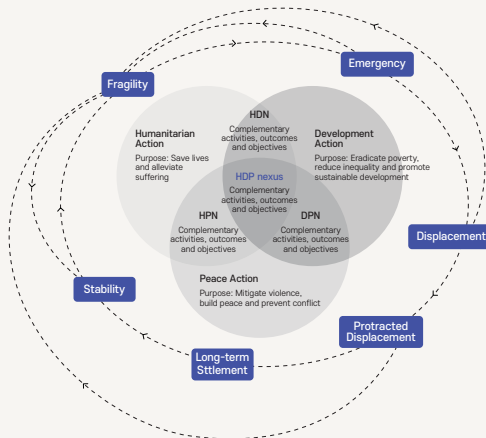 Fragility
Emergency
HDN
Complementary
activities, outcomes
and objectives
Humanitarian
Action
Purpose: Save lives
and alleviate
suffering
Development
Action
Purpose: Eradicate poverty,
reduce inequality and promote
sustainable development
HDP nexus
Complementary
activities, outcomes
and objectives
HPN
Complementary
activities, outcomes
and objectives
DPN
Complementary
activities, outcomes
and objectives
Displacement
Peace Action
Purpose: Mitigate violence,
build peace and prevent conflict
Stability
Protracted
Displacement
Long-term
Sttlement